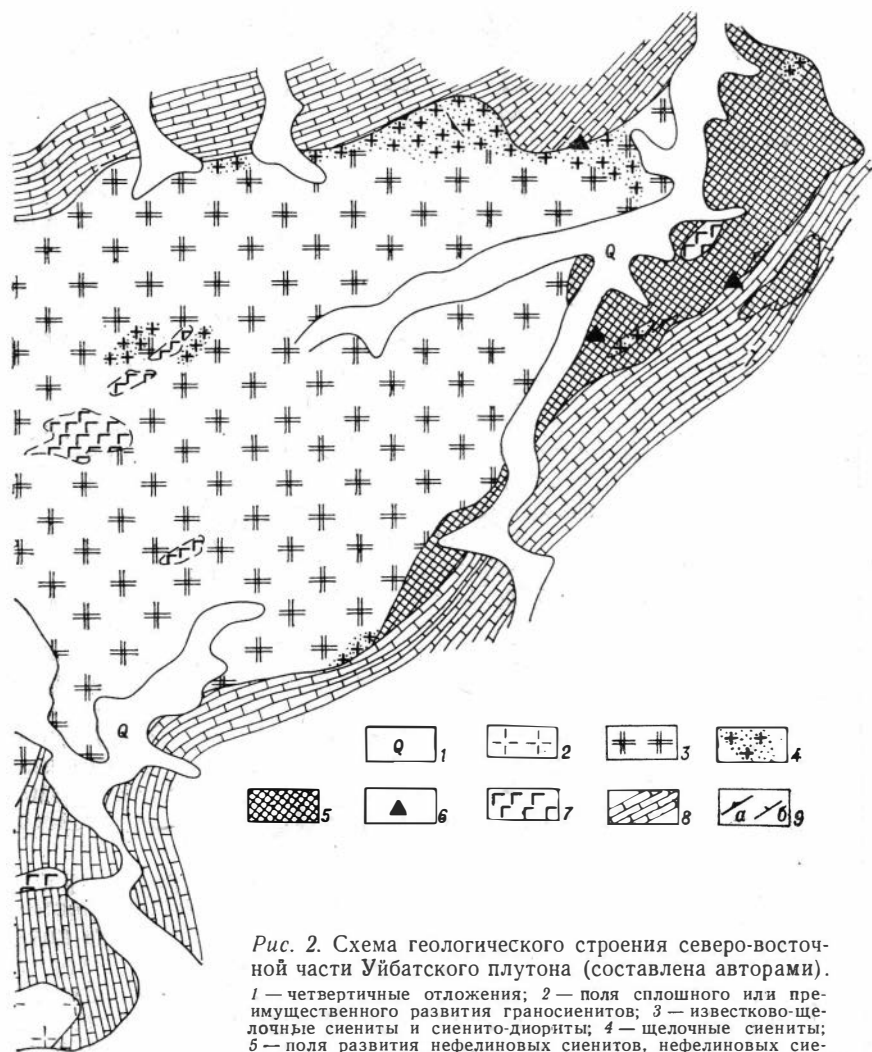 Q
Q
Q 1 2 3 4
5 6 7 8 а б 9
Рис. 2. Схема геологического строения северо-восточ-
ной части Уйбатского плутона (составлена авторами).
1 — четвертичные отложения; 2 — поля сплошного или пре-
имущественного развития граносиенитов; 3 — известково-ще-
лочные сиениты и сиенито-диориты; 4 — щелочные сиениты;
5 — поля развития нефелиновых сиенитов, нефелиновых сие-